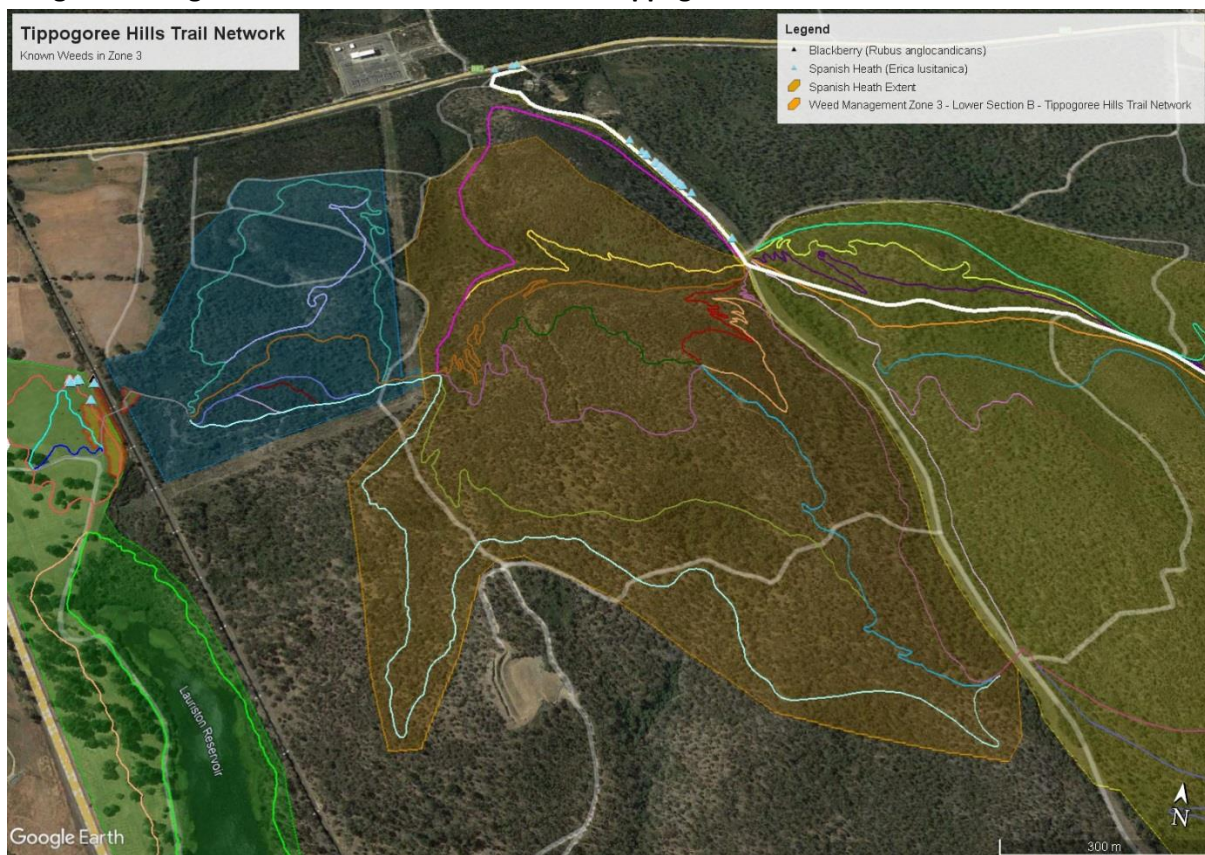 Tippogoree Hills Trail Network
Known Weeds in Zone 3
Legend
Blackberry (Rubus anglocandicans)
Spanish Heath (Erica lusitanica)
Spanish Heath Extent
Weed Management Zone 3 - Lower Section B - Tippogoree Hills Trail Network
Lauriston Reservoir
N
Google Earth
300 m